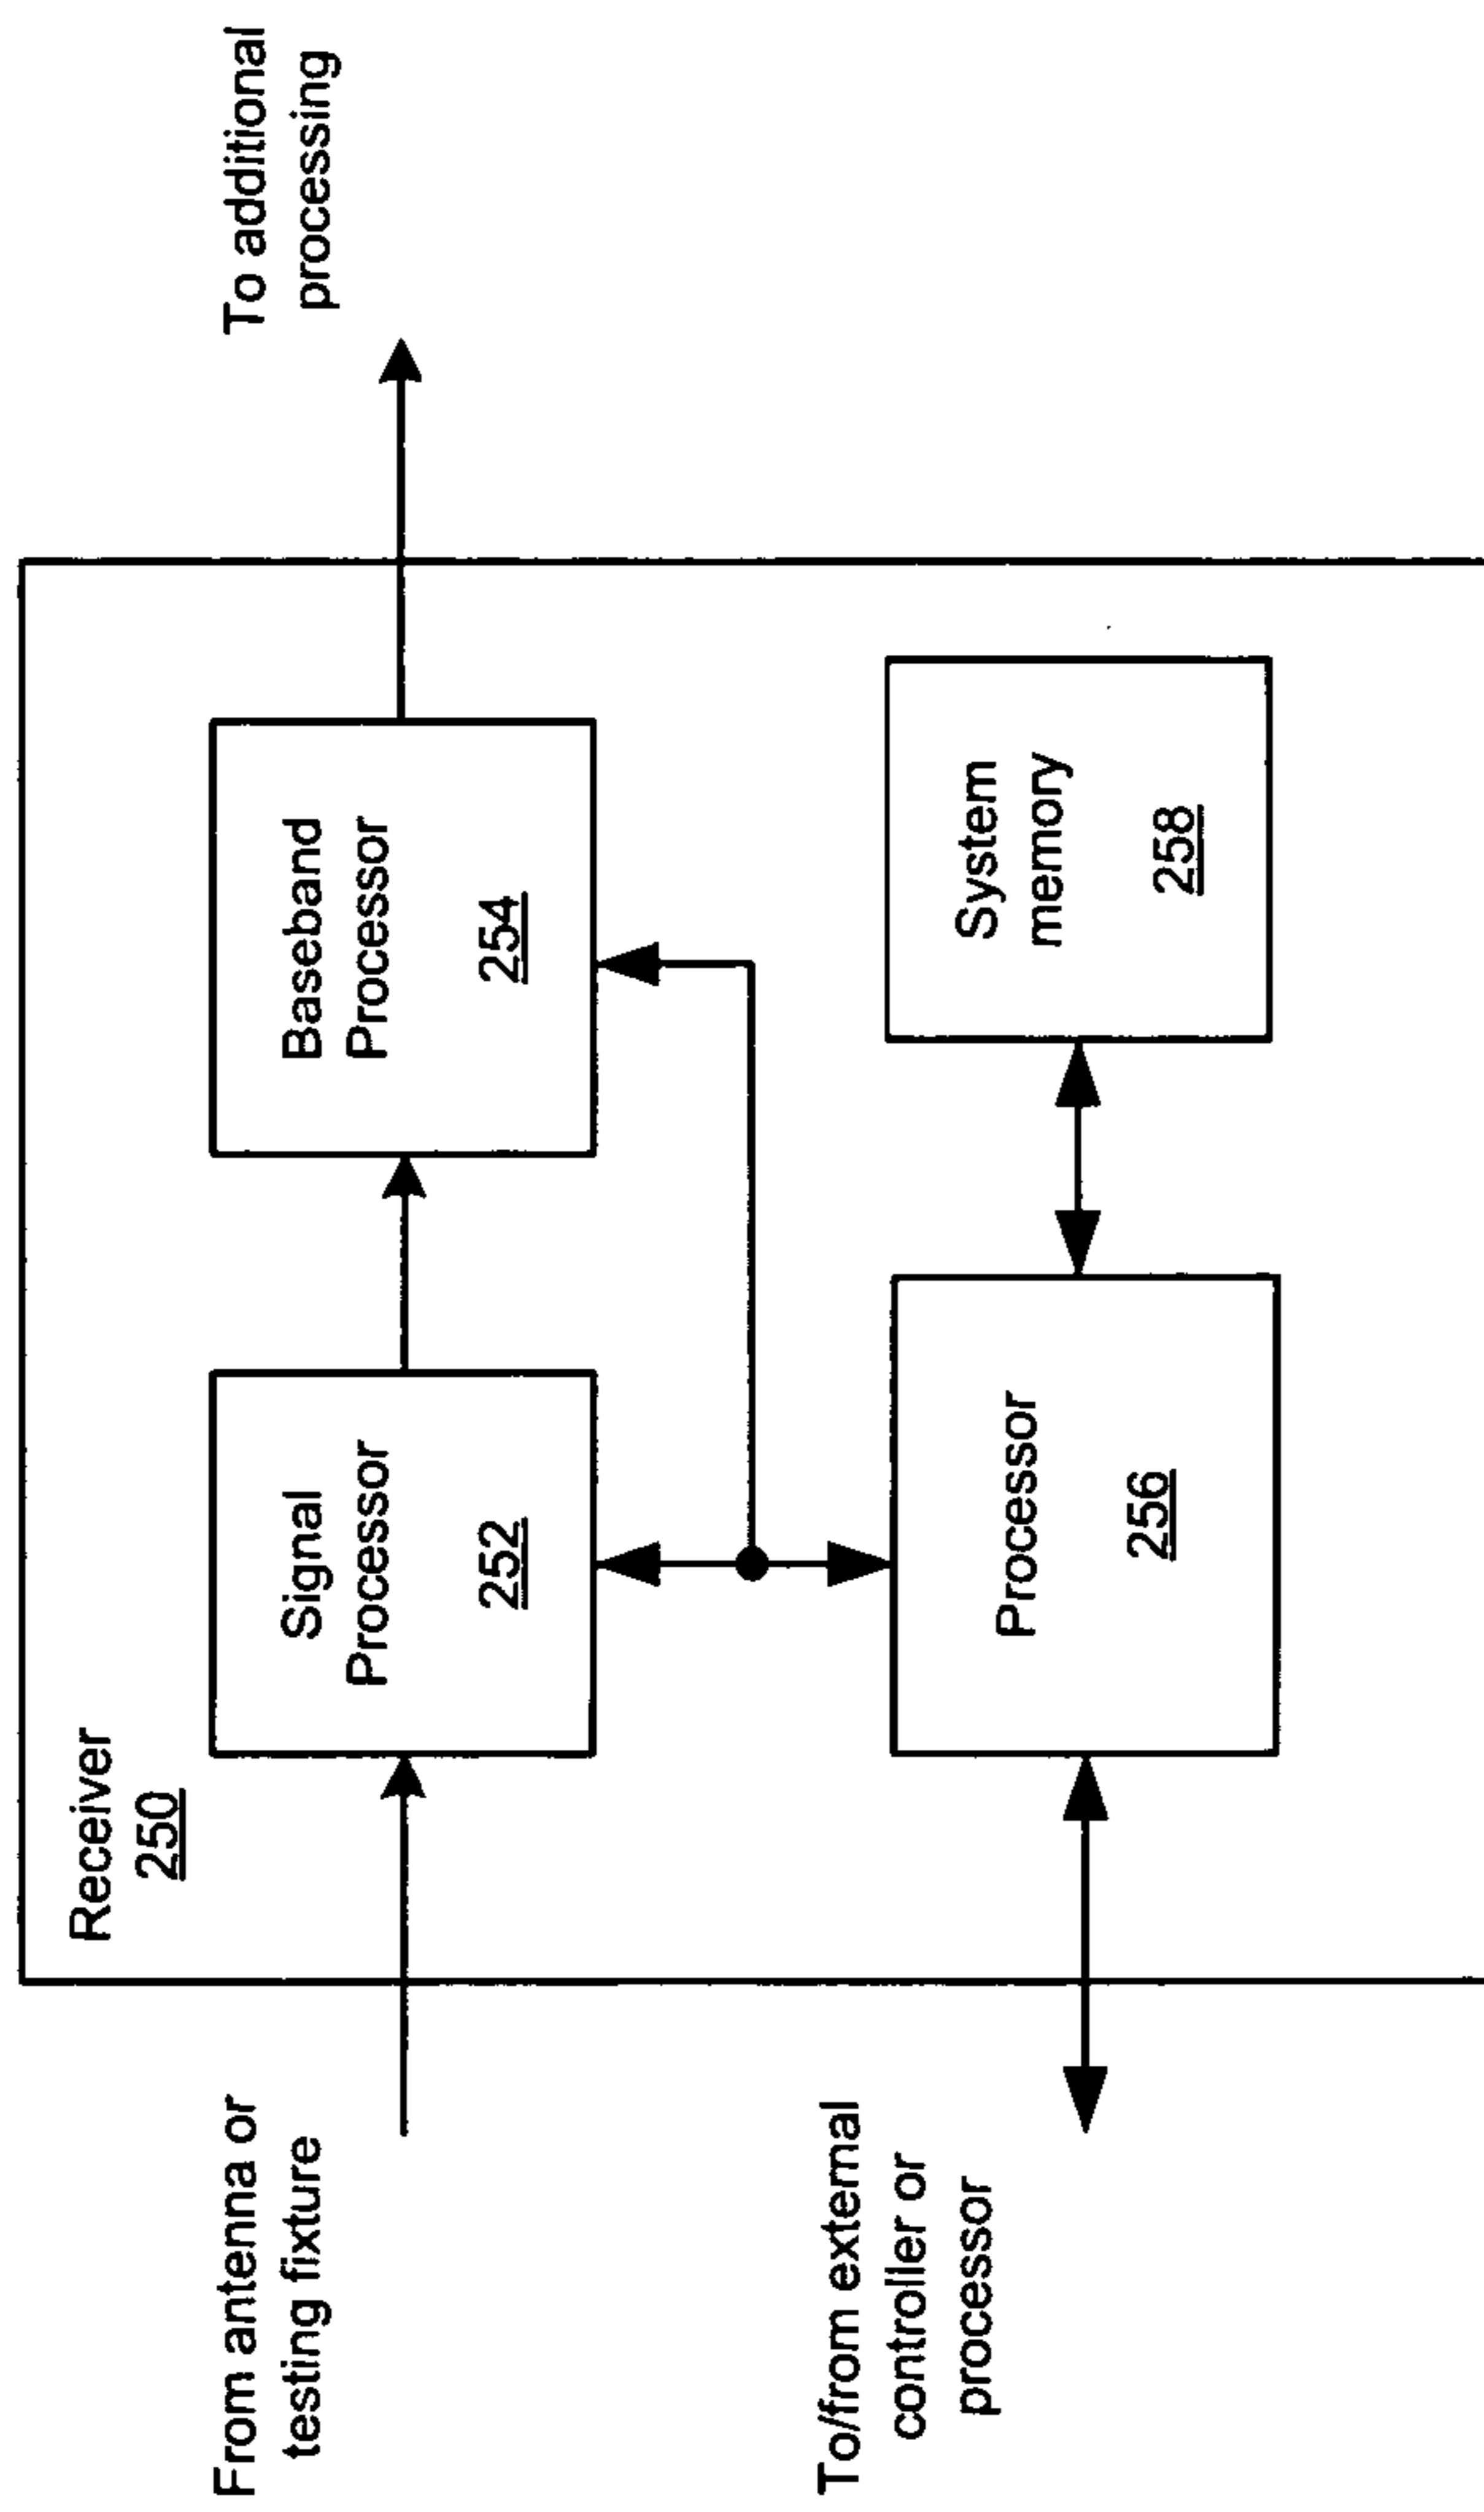 Receiver
250
From antenna or
testing fixture
Signal
Processor
252
Baseband
Processor
254
To additional
processing
To/from external
controller or
processor
Processor
256
System
memory
258